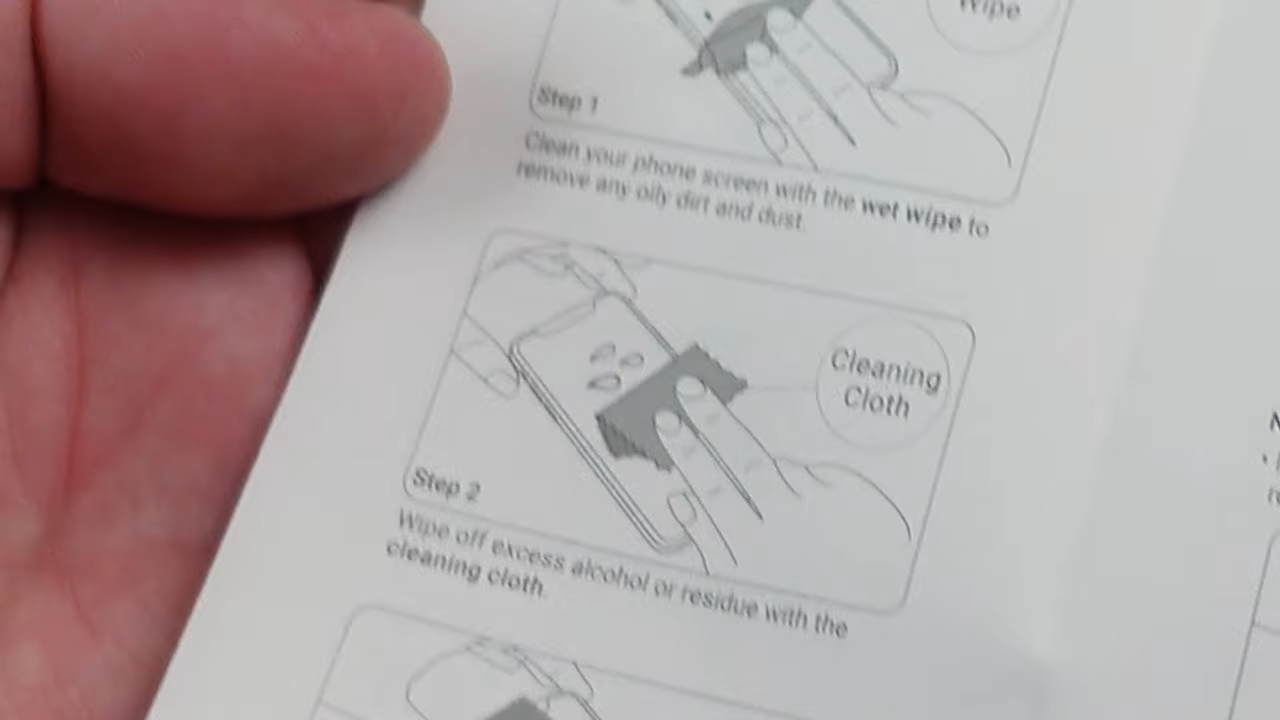 Wipe
Step 1
Clean your phone screen with the wet wipe to
remove any oily dirt and dust.
Cleaning
Cloth
Step 2
Wipe off excess alcohol or residue with the
cleaning cloth.